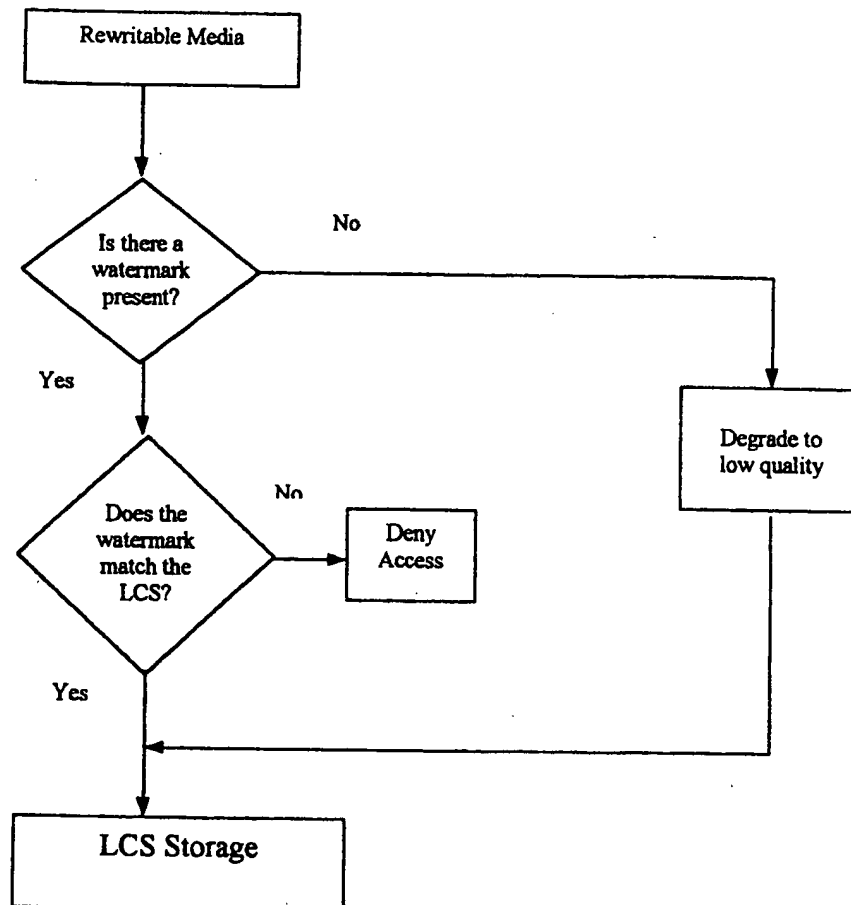 Rewritable Media
No
Is there a
watermark
present?
Yes
Degrade to
low quality
No
Does the
watermark
match the
LCS?
Deny
Access
Yes
LCS Storage